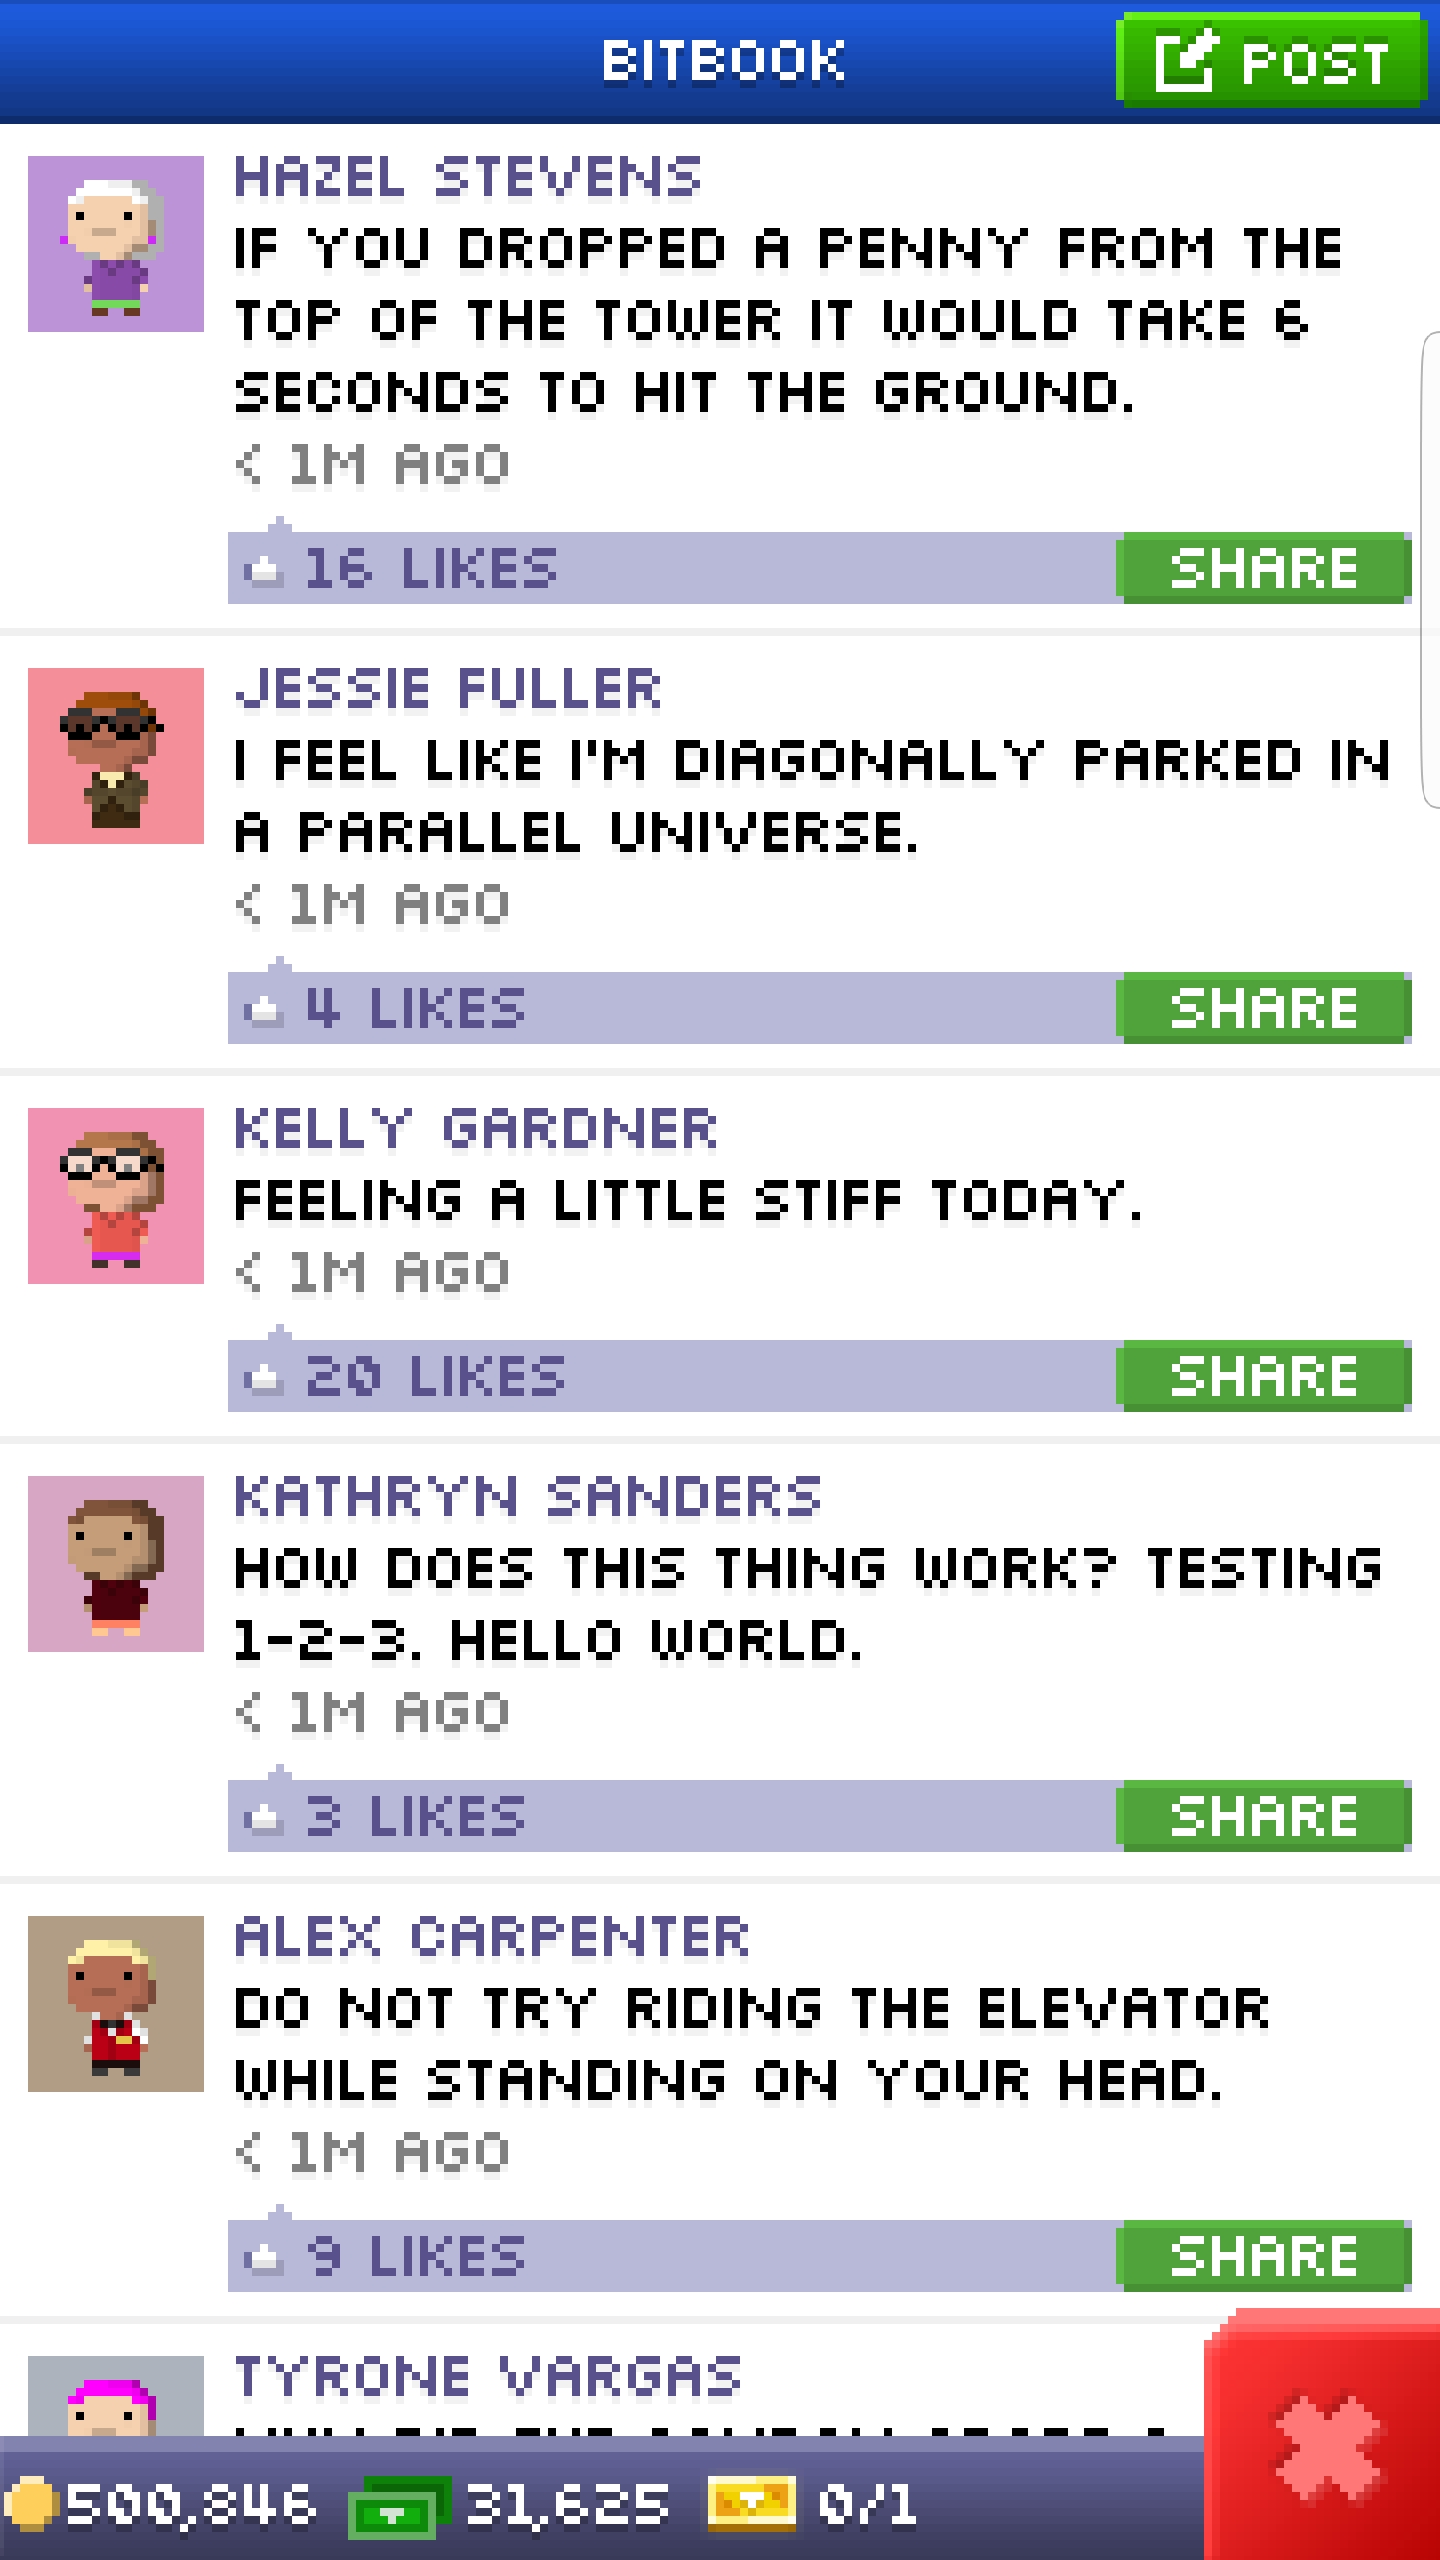 BITBOOK
POST
HAZEL STEVENS
IF YOU DROPPED A PENNY FROM THE
TOP OF THE TOWER IT WOULD TAKE 6
SECONDS TO HIT THE GROUND.
< 1M AGO
16 LIKES
SHARE
JESSIE FULLER
I FEEL LIKE I'M DIAGONALLY PARKED IN
A PARALLEL UNIVERSE.
< 1M AGO
4 LIKES
SHARE
KELLY GARDNER
FEELING A LITTLE STIFF TODAY.
< 1M AGO
20 LIKES
SHARE
KATHRYN SANDERS
HOW DOES THIS THING WORK? TESTING
1-2-3. HELLO WORLD.
< 1M AGO
3 LIKES
SHARE
ALEX CARPENTER
DO NOT TRY RIDING THE ELEVATOR
WHILE STANDING ON YOUR HEAD.
< 1M AGO
9 LIKES
SHARE
TYRONE VARGAS
500,846
31,625
0/1